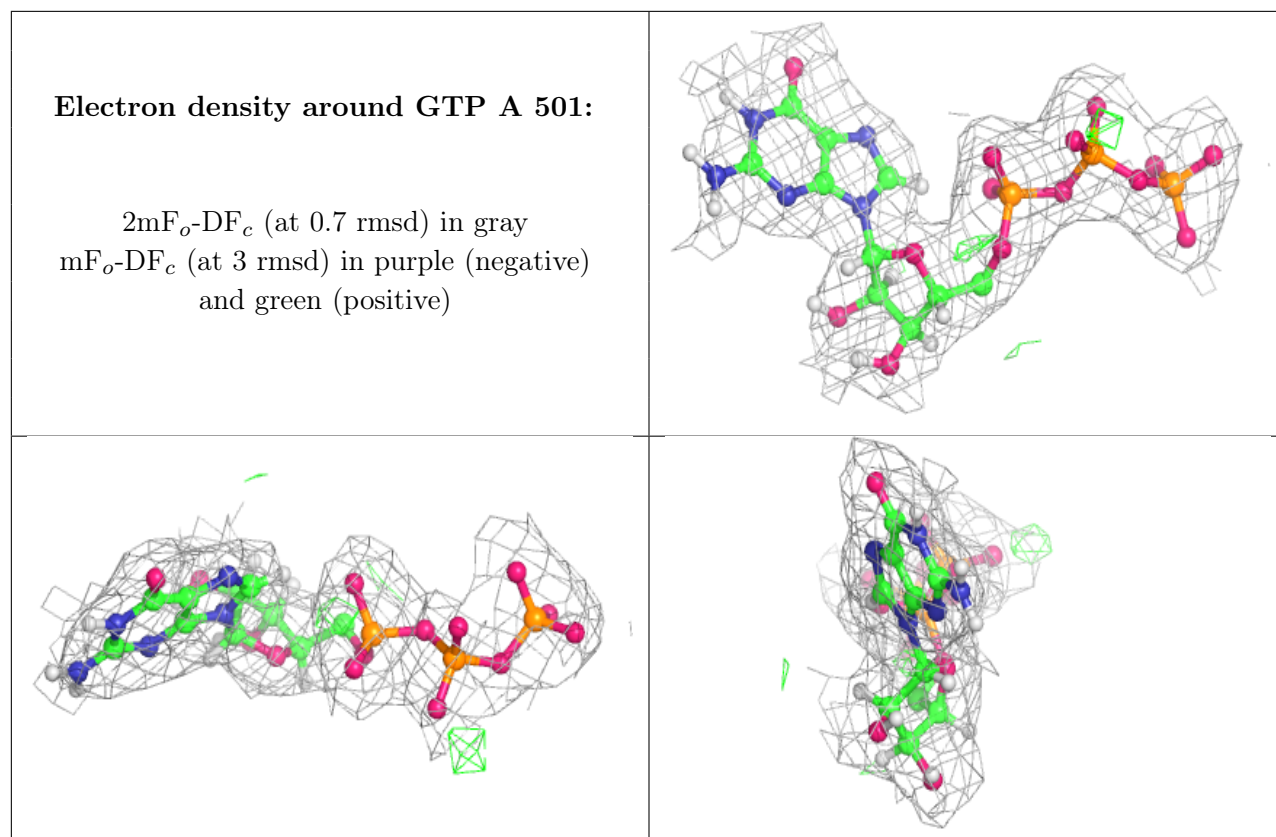 Electron density around GTP A 501:
2mFo-DFc (at 0.7 rmsd) in gray
mFo-DFc (at 3 rmsd) in purple (negative)
and green (positive)